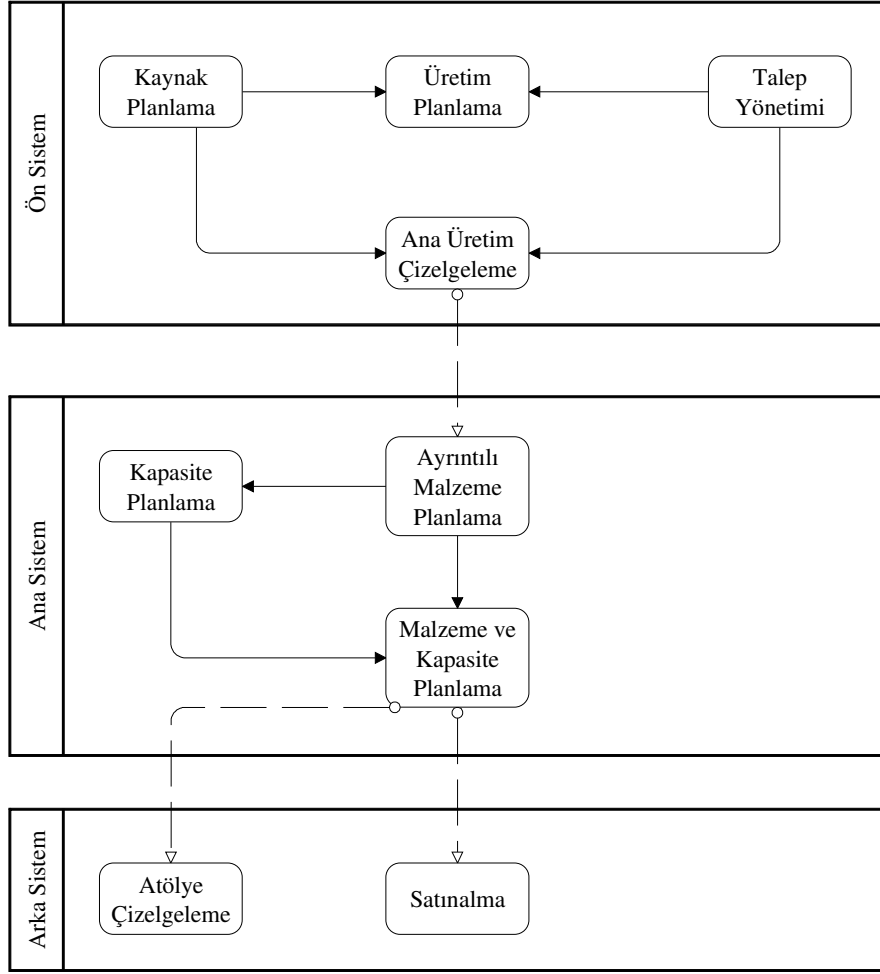 Ön Sistem
Kaynak
Planlama
Üretim
Planlama
Talep
Yönetimi
Ana Üretim
Çizelgeleme
Ana Sistem
Kapasite
Planlama
Ayrıntılı
Malzeme
Planlama
Malzeme ve
Kapasite
Planlama
Arka Sistem
Atölye
Çizelgeleme
Satınalma